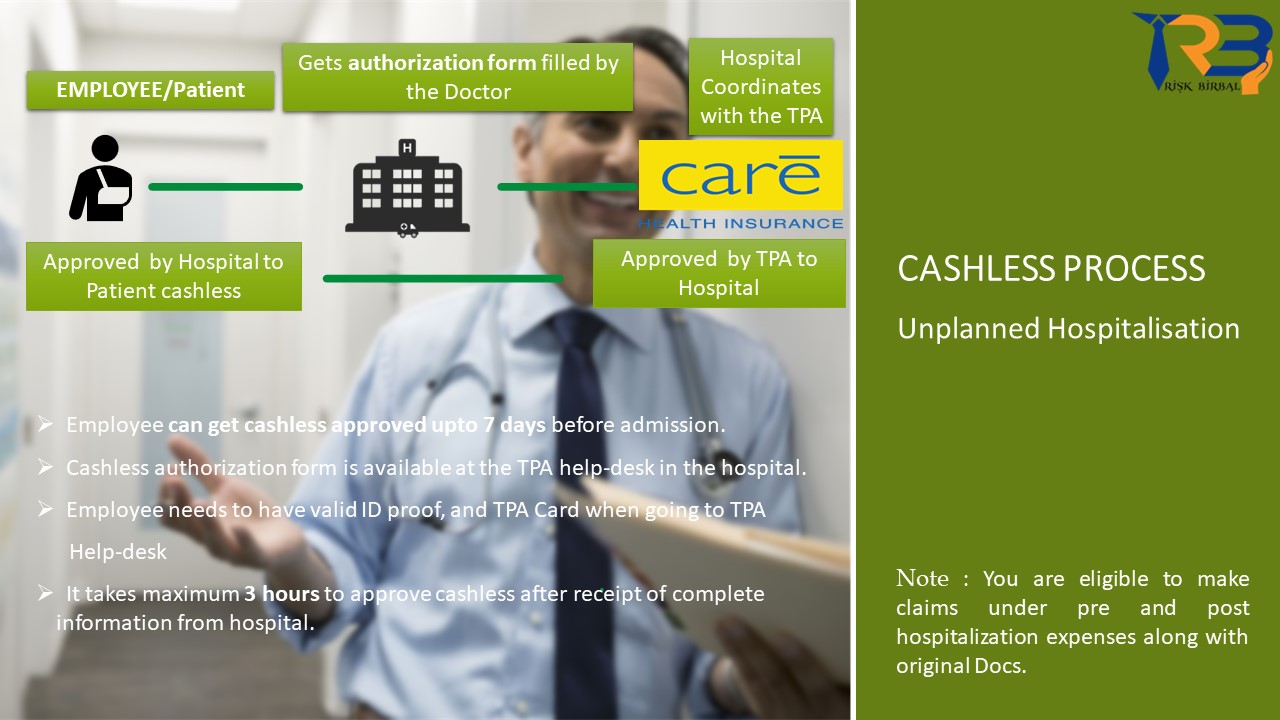 EMPLOYEE/Patient
Gets authorization form filled by
the Doctor
Hospital
Coordinates
with the TPA
H
carē
HEALTH INSURANCE
Approved by Hospital to
Patient cashless
Approved by TPA to
Hospital
➢ Employee can get cashless approved upto 7 days before admission.
➢ Cashless authorization form is available at the TPA help-desk in the hospital.
➢ Employee needs to have valid ID proof, and TPA Card when going to TPA
Help-desk
➢ It takes maximum 3 hours to approve cashless after receipt of complete
information from hospital.
RB
RISK BIRBAL
CASHLESS PROCESS
Unplanned Hospitalisation
Note : You are eligible to make
claims under pre and post
hospitalization expenses along with
original Docs.